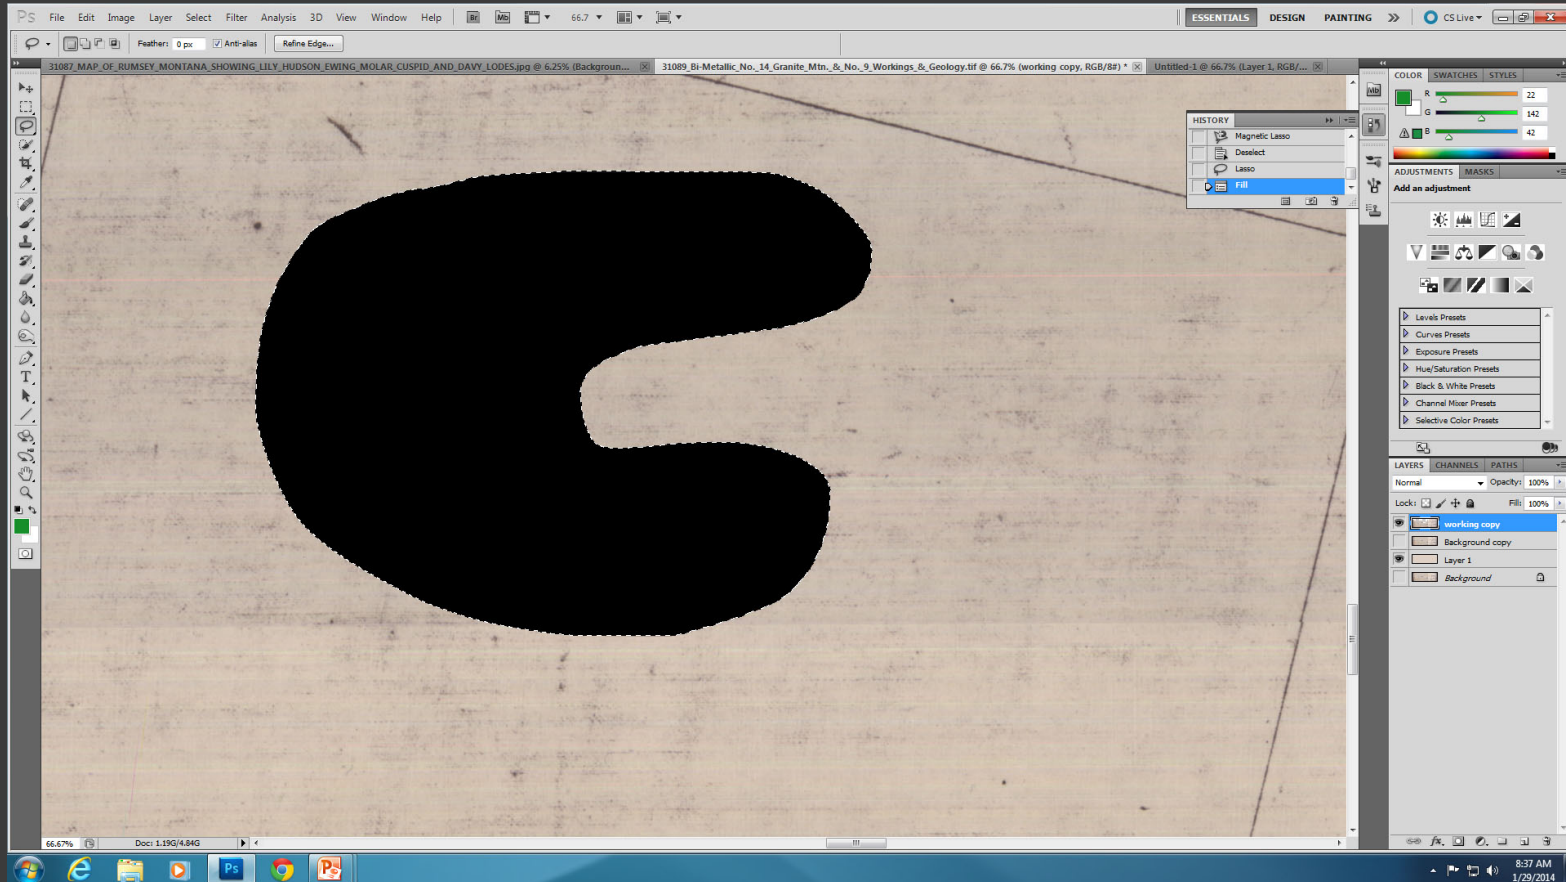 Ps File Edit Image Layer Select Filter Analysis 3D View Window Help Br Mb 66.7 ESSENTIALS DESIGN PAINTING CS Live
Feather: 0 px Anti-alias Refine Edge...
31087_MAP_OF_RUMSEY_MONTANA_SHOWING_LILY_HUDSON_EWING_MOLAR_CUSPID_AND_DAVY_LODES.jpg @ 6.25% (Backgroun... 31089_Bi-Metallic_No._14_Granite_Mtn._&_No._9_Workings_&_Geology.tif @ 66.7% (working copy, RGB/8#) * Untitled-1 @ 66.7% (Layer 1, RGB/...
HISTORY
Magnetic Lasso
Deselect
Lasso
Fill
Mb
COLOR SWATCHES STYLES
R 22
G 142
B 42
ADJUSTMENTS MASKS
Add an adjustment
Levels Presets
Curves Presets
Exposure Presets
Hue/Saturation Presets
Black & White Presets
Channel Mixer Presets
Selective Color Presets
LAYERS CHANNELS PATHS
Normal Opacity: 100%
Lock: Fill: 100%
working copy
Background copy
Layer 1
Background
66.67% Doc: 1.19G/4.84G
Ps
8:37 AM
1/29/2014